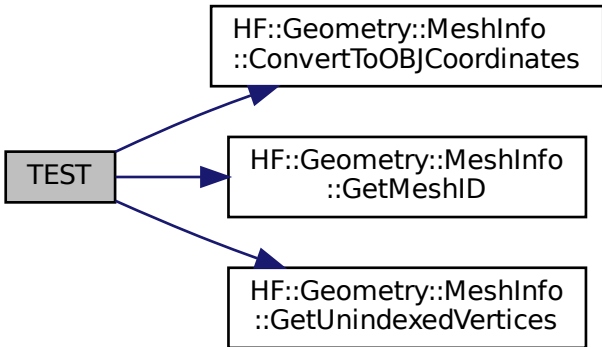 HF::Geometry::MeshInfo
::ConvertToOBJCoordinates
TEST
HF::Geometry::MeshInfo
::GetMeshID
HF::Geometry::MeshInfo
::GetUnindexedVertices